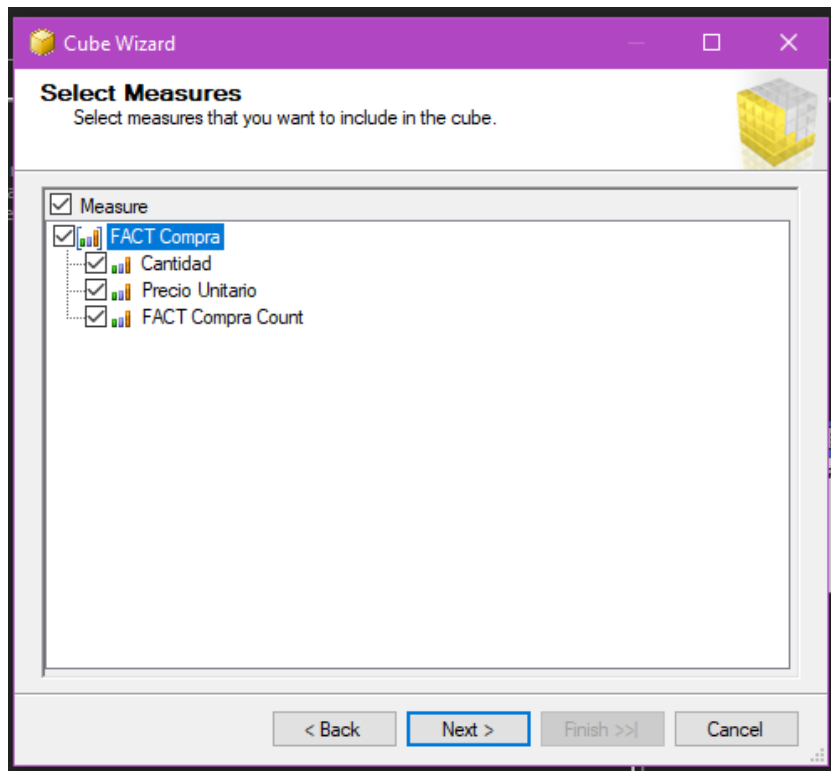 Cube Wizard
Select Measures
Select measures that you want to include in the cube.
Measure
FACT Compra
Cantidad
Precio Unitario
FACT Compra Count
< Back Next > Finish >>| Cancel